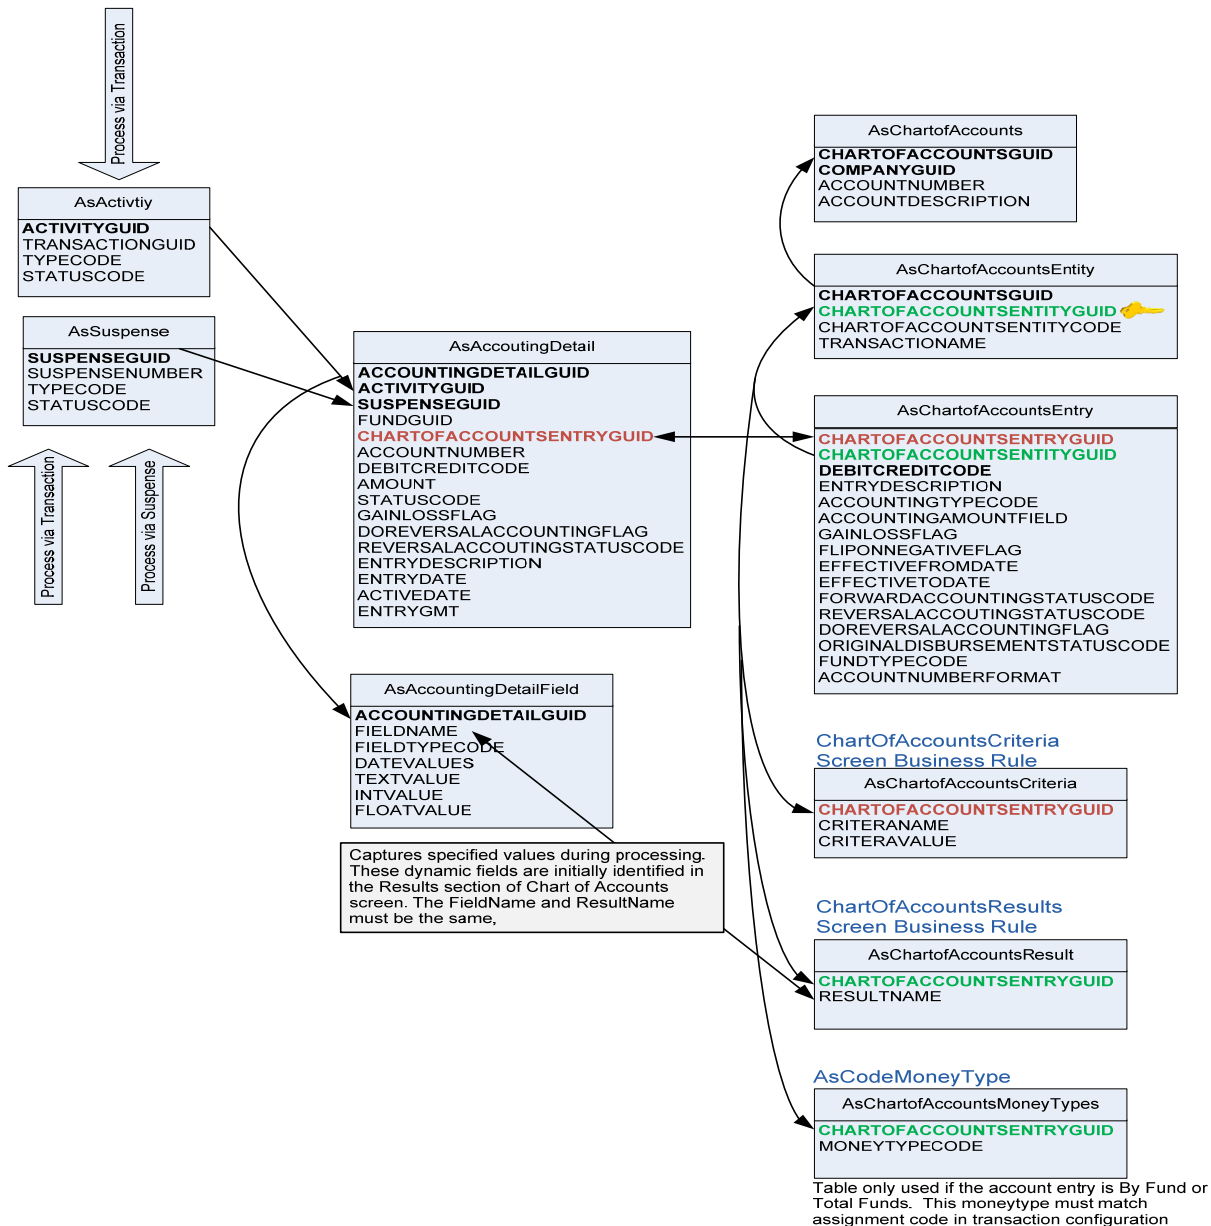 Process via Transaction
AsActivtiy
ACTIVITYGUID
TRANSACTIONGUID
TYPECODE
STATUSCODE
AsSuspense
SUSPENSEGUID
SUSPENSENUMBER
TYPECODE
STATUSCODE
Process via Transaction
Process via Suspense
AsAccoutingDetail
ACCOUNTINGDETAILGUID
ACTIVITYGUID
SUSPENSEGUID
FUNDGUID
CHARTOFACCOUNTSENTRYGUID
ACCOUNTNUMBER
DEBITCREDITCODE
AMOUNT
STATUSCODE
GAINLOSSFLAG
DOREVERSALACCOUNTINGFLAG
REVERSALACCOUTINGSTATUSCODE
ENTRYDESCRIPTION
ENTRYDATE
ACTIVEDATE
ENTRYGMT
AsAccountingDetailField
ACCOUNTINGDETAILGUID
FIELDNAME
FIELDTYPECODE
DATEVALUES
TEXTVALUE
INTVALUE
FLOATVALUE
Captures specified values during processing.
These dynamic fields are initially identified in
the Results section of Chart of Accounts
screen. The FieldName and ResultName
must be the same,
AsChartofAccounts
CHARTOFACCOUNTSGUID
COMPANYGUID
ACCOUNTNUMBER
ACCOUNTDESCRIPTION
AsChartofAccountsEntity
CHARTOFACCOUNTSGUID
CHARTOFACCOUNTSENTITYGUID
CHARTOFACCOUNTSENTITYCODE
TRANSACTIONAME
AsChartofAccountsEntry
CHARTOFACCOUNTSENTRYGUID
CHARTOFACCOUNTSENTITYGUID
DEBITCREDITCODE
ENTRYDESCRIPTION
ACCOUNTINGTYPECODE
ACCOUNTINGAMOUNTFIELD
GAINLOSSFLAG
FLIPONNEGATIVEFLAG
EFFECTIVEFROMDATE
EFFECTIVETODATE
FORWARDACCOUNTINGSTATUSCODE
REVERSALACCOUTINGSTATUSCODE
DOREVERSALACCOUNTINGFLAG
ORIGINALDISBURSEMENTSTATUSCODE
FUNDTYPECODE
ACCOUNTNUMBERFORMAT
ChartOfAccountsCriteria
Screen Business Rule
AsChartofAccountsCriteria
CHARTOFACCOUNTSENTRYGUID
CRITERANAME
CRITERAVALUE
ChartOfAccountsResults
Screen Business Rule
AsChartofAccountsResult
CHARTOFACCOUNTSENTRYGUID
RESULTNAME
AsCodeMoneyType
AsChartofAccountsMoneyTypes
CHARTOFACCOUNTSENTRYGUID
MONEYTYPECODE
Table only used if the account entry is By Fund or
Total Funds.  This moneytype must match
assignment code in transaction configuration